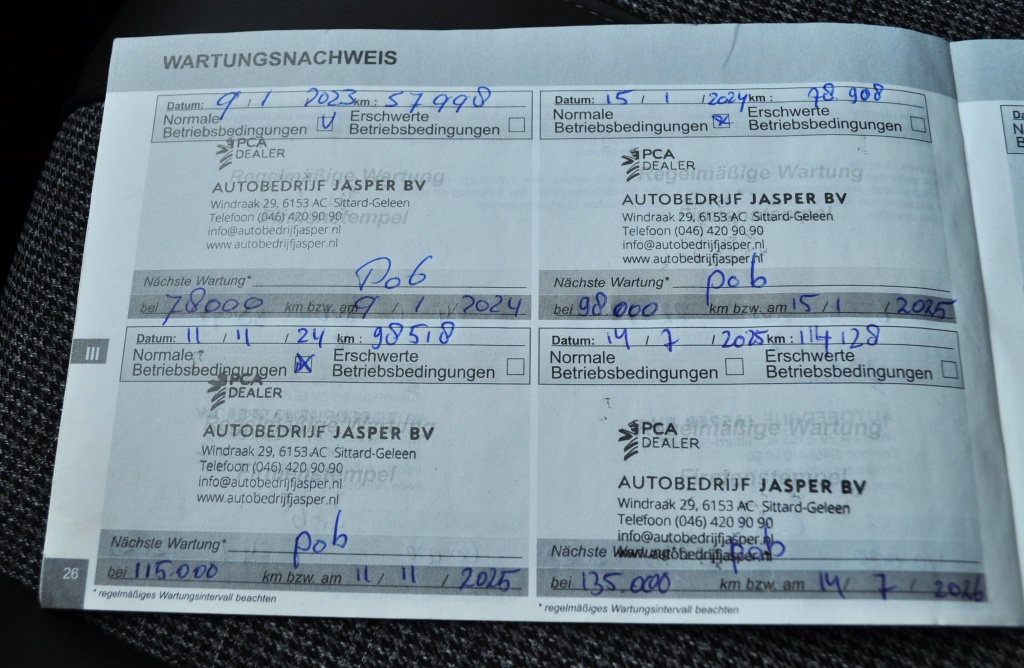 WARTUNGSNACHWEIS
Datum: 9 / 1 2023 km: 57998
Normale Betriebsbedingungen
Erschwerte Betriebsbedingungen
PCA
DEALER
Regelmäßige Wartung
AUTOBEDRIJF JASPER BV
Windraak 29, 6153 AC Sittard-Geleen
Telefoon (046) 420 90 90
info@autobedrijfjasper.nl
www.autobedrijfjasper.nl
Nächste Wartung* pob
bei 78000 km bzw. am 9 / 1 / 2024
Datum: 15 / 1 / 2024 km: 78.908
Normale Betriebsbedingungen
Erschwerte Betriebsbedingungen
PCA
DEALER
Regelmäßige Wartung
AUTOBEDRIJF JASPER BV
Windraak 29, 6153 AC Sittard-Geleen
Telefoon (046) 420 90 90
info@autobedrijfjasper.nl
www.autobedrijfjasper.nl
Nächste Wartung* pob
bei 98.000 km bzw. am 15 / 1 / 2025
III
Datum: 11 / 11 / 24 km: 98518
Normale Betriebsbedingungen
Erschwerte Betriebsbedingungen
PCA
DEALER
Regelmäßige Wartung
AUTOBEDRIJF JASPER BV
Windraak 29, 6153 AC Sittard-Geleen
Telefoon (046) 420 90 90
info@autobedrijfjasper.nl
www.autobedrijfjasper.nl
Nächste Wartung* pob
bei 115.000 km bzw. am 11 / 11 / 2025
* regelmäßiges Wartungsintervall beachten
Datum: 14 / 7 / 2025 km: 114128
Normale Betriebsbedingungen
Erschwerte Betriebsbedingungen
PCA
DEALER
Regelmäßige Wartung
Firmenstempel
AUTOBEDRIJF JASPER BV
Windraak 29, 6153 AC Sittard-Geleen
Telefoon (046) 420 90 90
info@autobedrijfjasper.nl
www.autobedrijfjasper.nl
Nächste Wartung* pob
bei 135.000 km bzw. am 14 / 7 / 2026
* regelmäßiges Wartungsintervall beachten
26